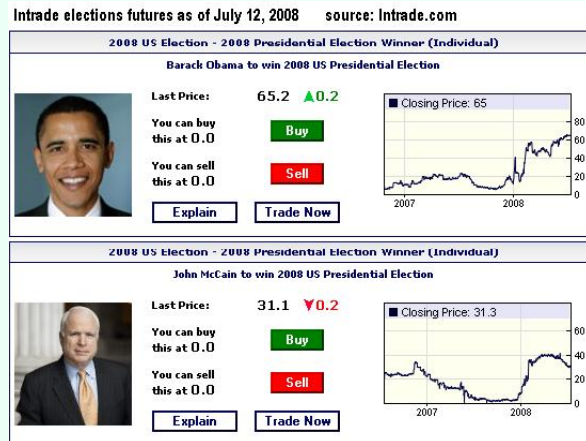 Intrade elections futures as of July 12, 2008 source: Intrade.com
2008 US Election - 2008 Presidential Election Winner (Individual)
Barack Obama to win 2008 US Presidential Election
Last Price: 65.2 ▲0.2
You can buy
this at 0.0
Buy
You can sell
this at 0.0
Sell
Explain Trade Now
Closing Price: 65
80
60
40
20
0
2007 2008
2008 US Election - 2008 Presidential Election Winner (Individual)
John McCain to win 2008 US Presidential Election
Last Price: 31.1 ▼0.2
You can buy
this at 0.0
Buy
You can sell
this at 0.0
Sell
Explain Trade Now
Closing Price: 31.3
60
40
20
0
2007 2008